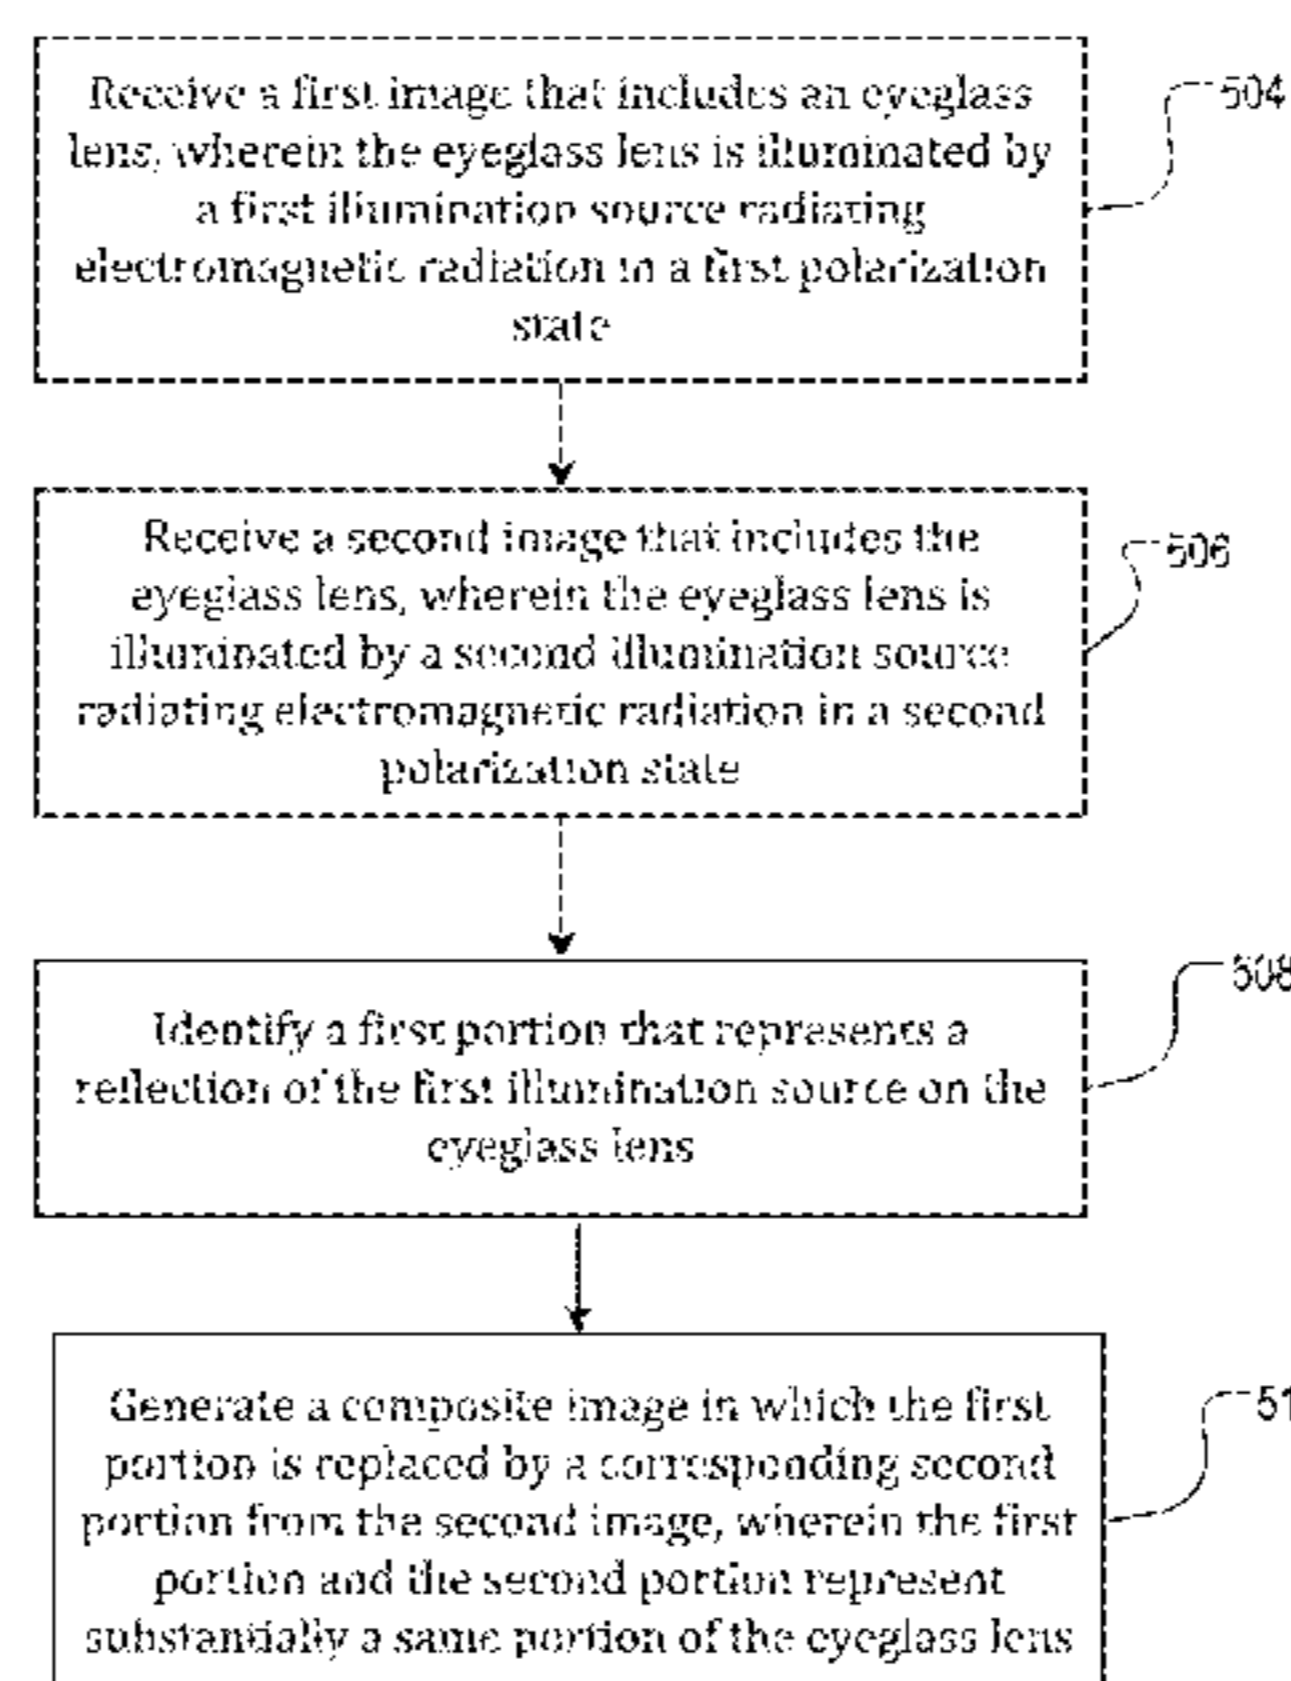 Receive a first image that includes an eyeglass
504
lens, wherein the eyeglass lens is illuminated by
a first illumination source radiating
electromagnetic radiation in a first polarization
state
Receive a second image that includes the
506
eyeglass lens, wherein the eyeglass lens is
illuminated by a second illumination source
radiating electromagnetic radiation in a second
polarization state
508
Identify a first portion that represents a
reflection of the first illumination source on the
eyeglass lens
Generate a composite image in which the first
51
portion is replaced by a corresponding second
portion from the second image, wherein the first
portion and the second portion represent
substantially a same portion of the eyeglass lens